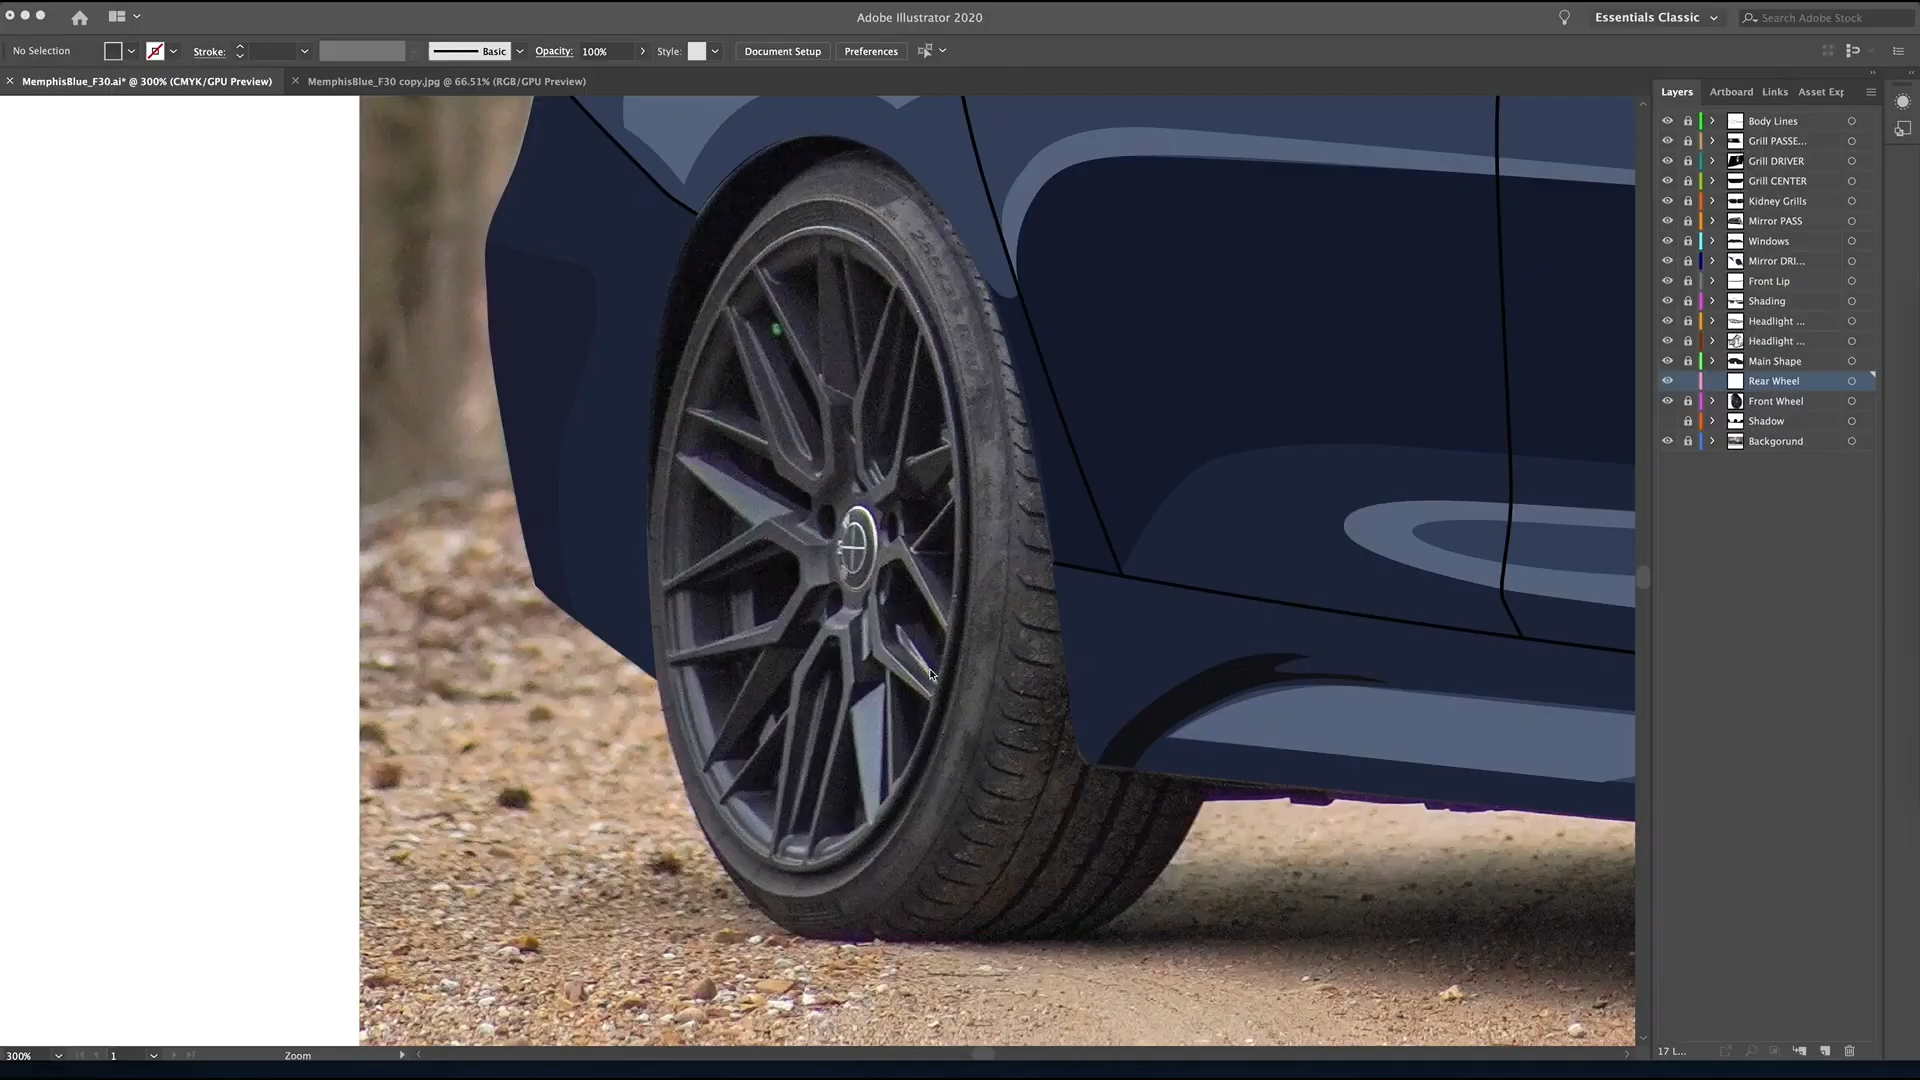 Adobe Illustrator 2020
Essentials Classic
Search Adobe Stock
No Selection
Stroke:
Basic
Opacity: 100%
Style:
Document Setup
Preferences
MemphisBlue_F30.ai* @ 300% (CMYK/GPU Preview)
MemphisBlue_F30 copy.jpg @ 66.51% (RGB/GPU Preview)
Layers
Artboard
Links
Asset Exp
Body Lines
Grill PASSE...
Grill DRIVER
Grill CENTER
Kidney Grills
Mirror PASS
Windows
Mirror DRI...
Front Lip
Shading
Headlight ...
Headlight ...
Main Shape
Rear Wheel
Front Wheel
Shadow
Backgorund
300%
1
Zoom
17 L...